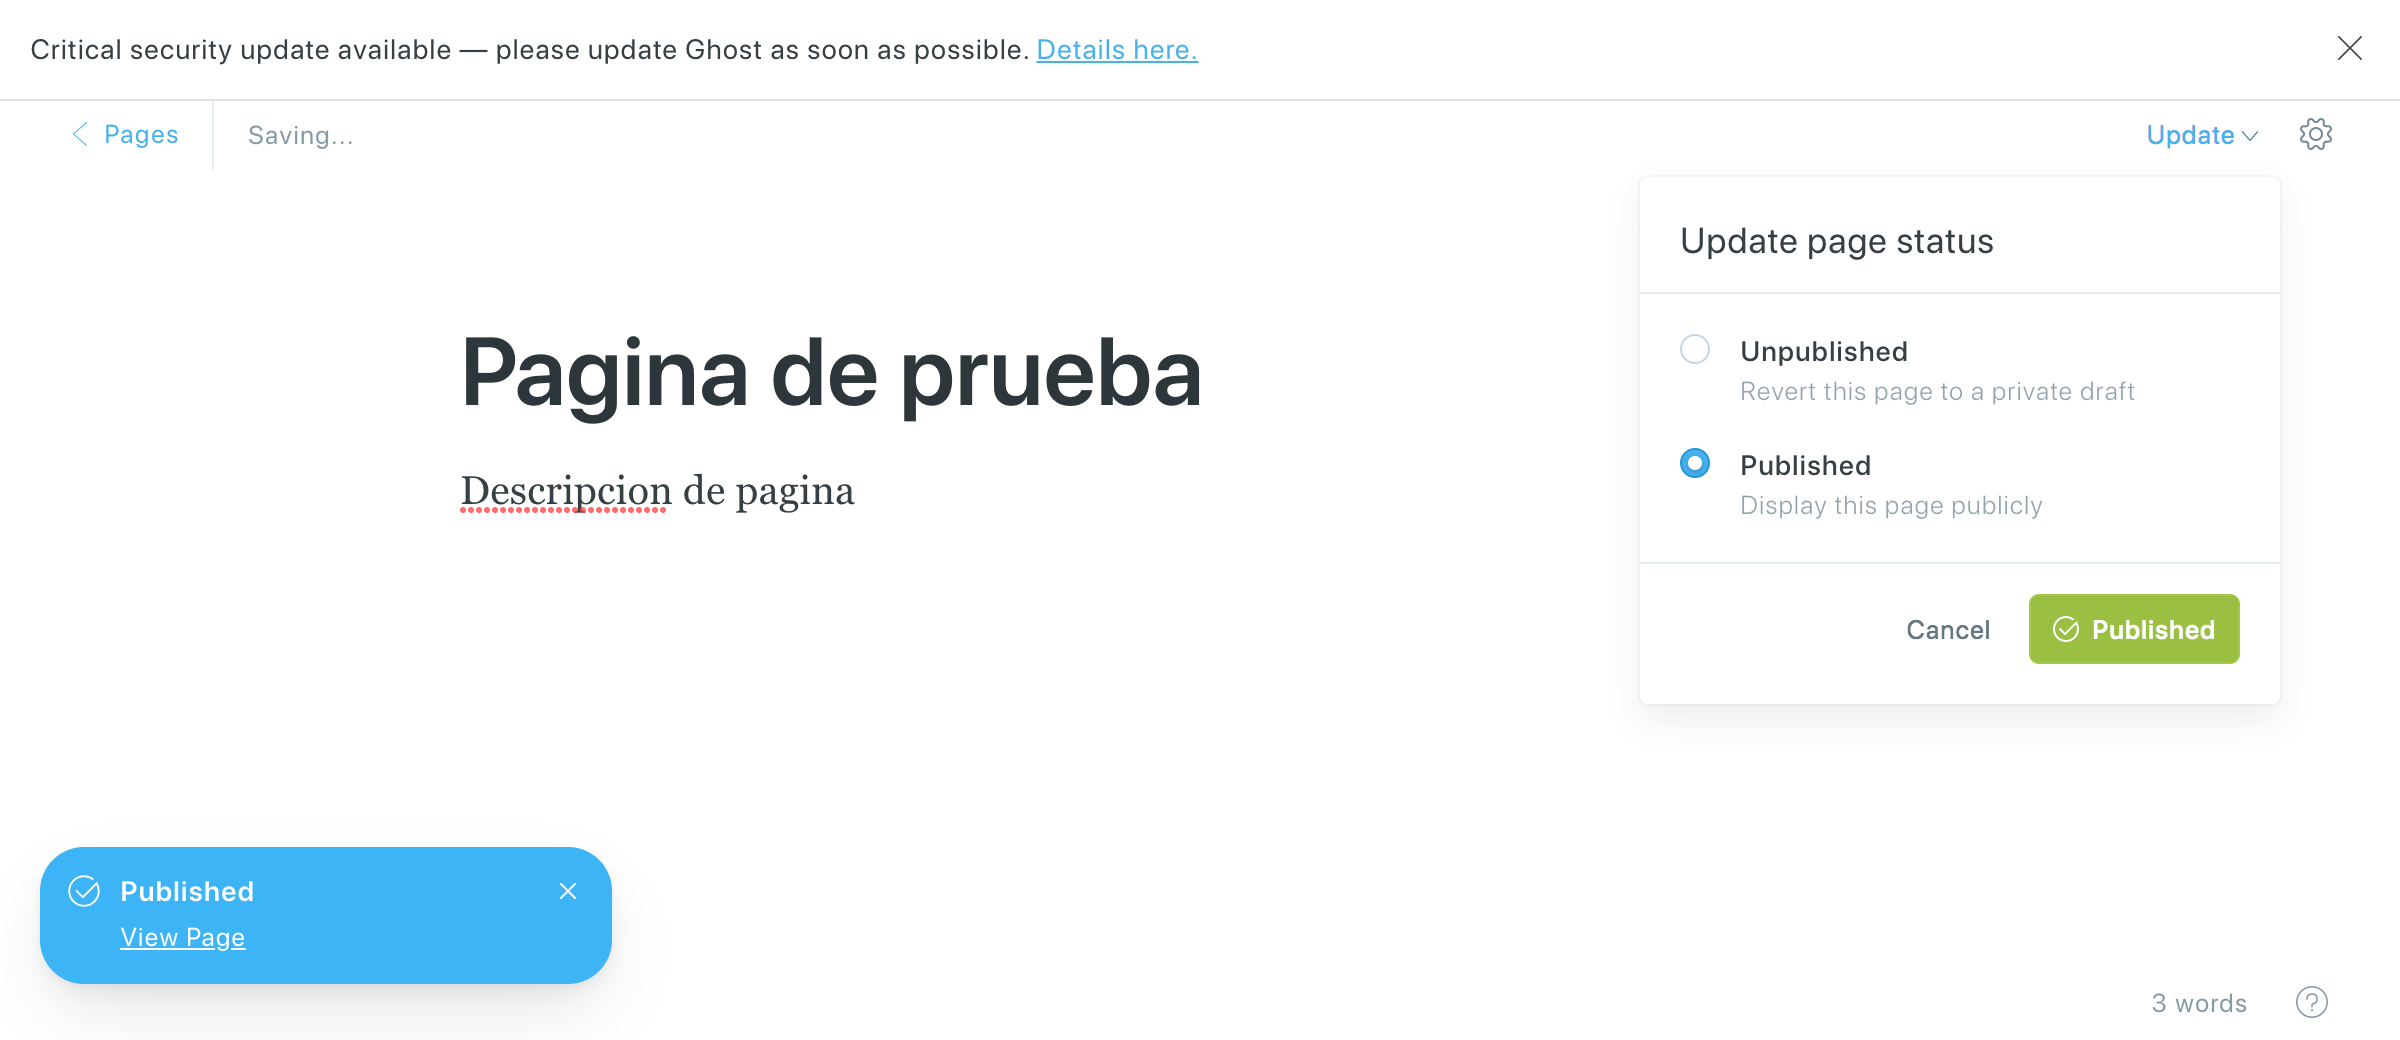 Critical security update available — please update Ghost as soon as possible. Details here.
Pages
Saving...
Update
Update page status
Unpublished
Revert this page to a private draft
Published
Display this page publicly
Cancel
Published
Pagina de prueba
Descripcion de pagina
Published
View Page
3 words
?